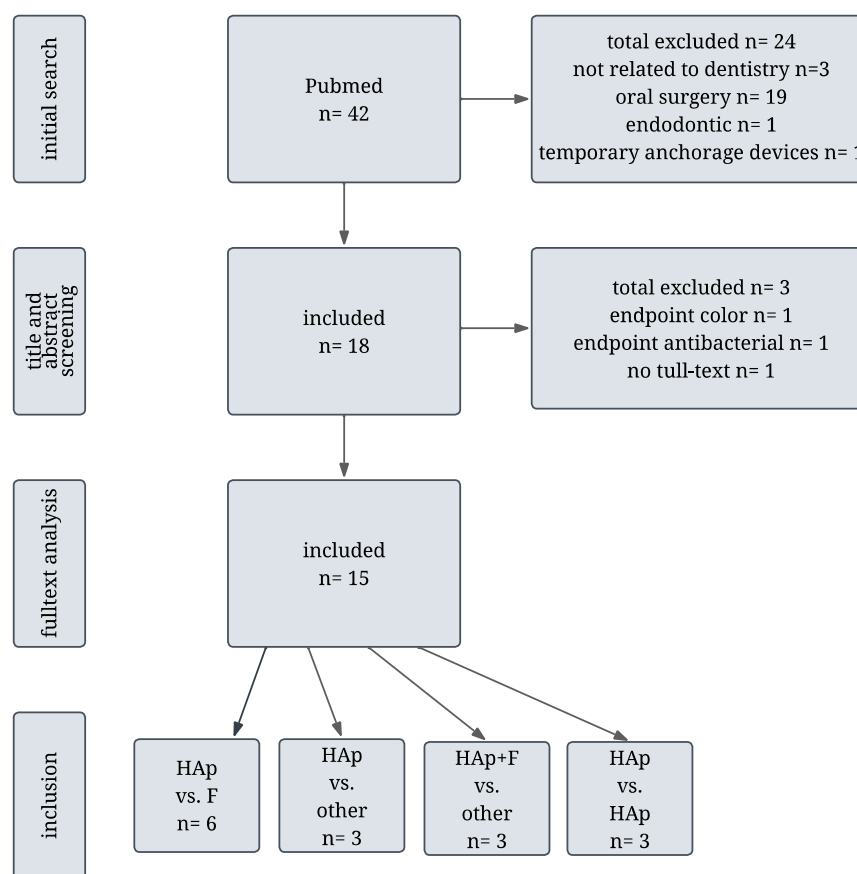 initial search
Pubmed
n= 42
total excluded n= 24
not related to dentistry n=3
oral surgery n= 19
endodontic n= 1
temporary anchorage devices n= 1
title and
abstract
screening
included
n= 18
total excluded n= 3
endpoint color n= 1
endpoint antibacterial n= 1
no tull-text n= 1
fulltext analysis
included
n= 15
inclusion
HAp
vs. F
n= 6
HAp
vs.
other
n= 3
HAp+F
vs.
other
n= 3
HAp
vs.
HAp
n= 3